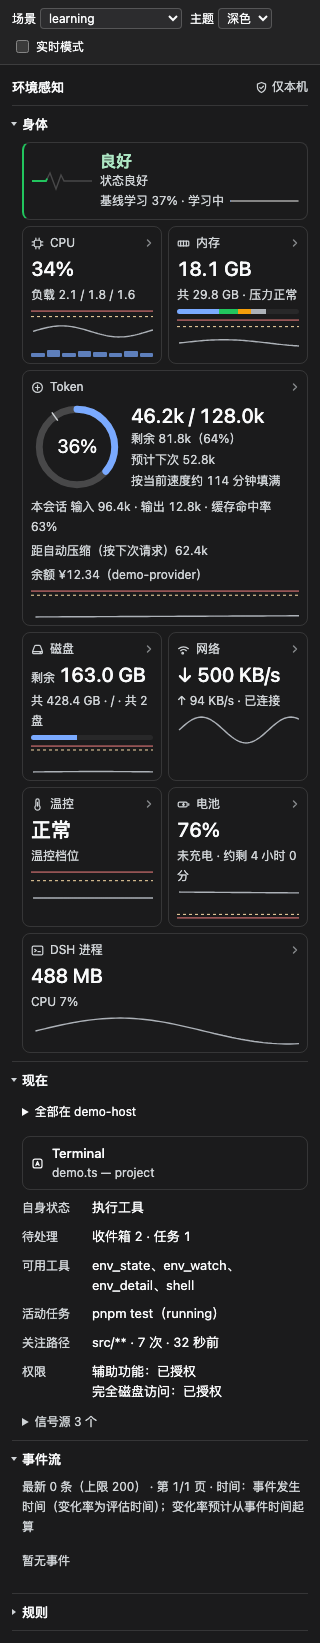 场景 learning 主题 深色
实时模式
环境感知 仅本机
身体
良好
状态良好
基线学习 37% · 学习中
CPU
34%
负载 2.1 / 1.8 / 1.6
内存
18.1 GB
共 29.8 GB · 压力正常
Token
36%
46.2k / 128.0k
剩余 81.8k（64%）
预计下次 52.8k
按当前速度约 114 分钟填满
本会话 输入 96.4k · 输出 12.8k · 缓存命中率
63%
距自动压缩（按下次请求）62.4k
余额 ¥12.34（demo-provider）
磁盘
剩余 163.0 GB
共 428.4 GB · / · 共 2
盘
网络
↓ 500 KB/s
↑ 94 KB/s · 已连接
温控
正常
温控档位
电池
76%
未充电 · 约剩 4 小时 0
分
DSH 进程
488 MB
CPU 7%
现在
全部在 demo-host
A
Terminal
demo.ts — project
自身状态 执行工具
待处理 收件箱 2 · 任务 1
可用工具 env_state、env_watch、
env_detail、shell
活动任务 pnpm test（running）
关注路径 src/** · 7 次 · 32 秒前
权限 辅助功能：已授权
完全磁盘访问：已授权
信号源 3 个
事件流
最新 0 条（上限 200） · 第 1/1 页 · 时间：事件发生
时间（变化率为评估时间）；变化率预计从事件时间起
算
暂无事件
规则